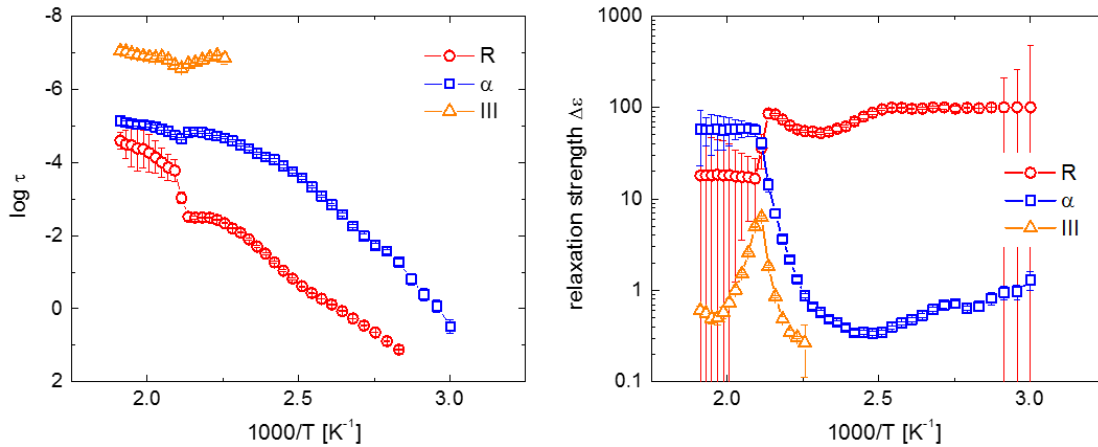 -8
-6
-4
-2
0
2
log τ
2.0 2.5 3.0
1000/T [K⁻¹]
R
α
III
1000
100
10
1
0.1
relaxation strength Δε
2.0 2.5 3.0
1000/T [K⁻¹]
R
α
III